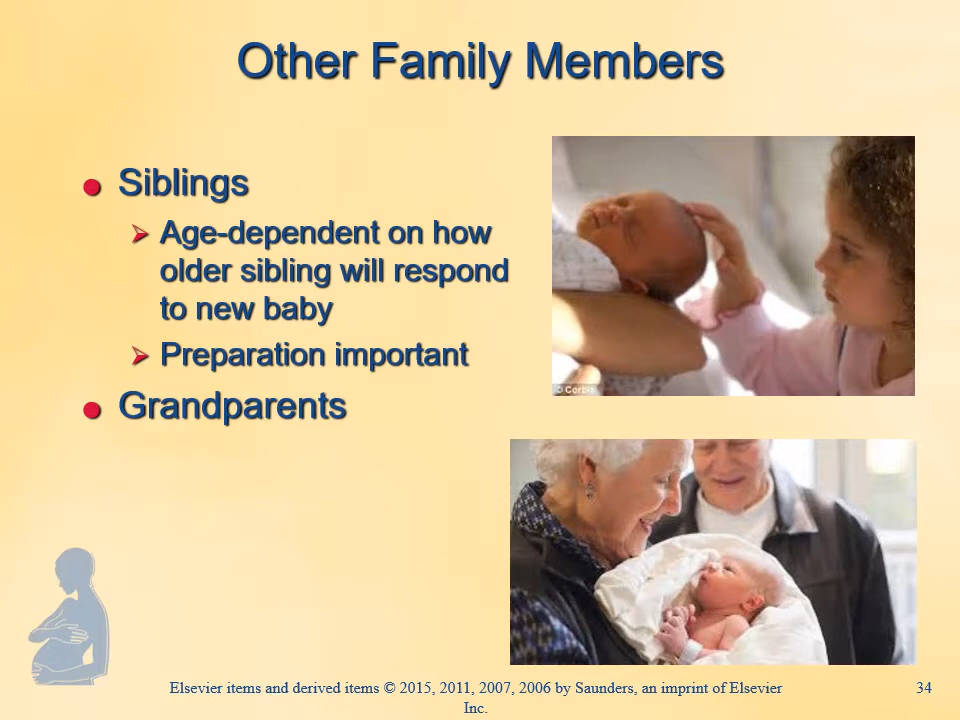 Other Family Members
Siblings
Age-dependent on how
older sibling will respond
to new baby
Preparation important
Grandparents
© Corbis
Elsevier items and derived items © 2015, 2011, 2007, 2006 by Saunders, an imprint of Elsevier
Inc.
34